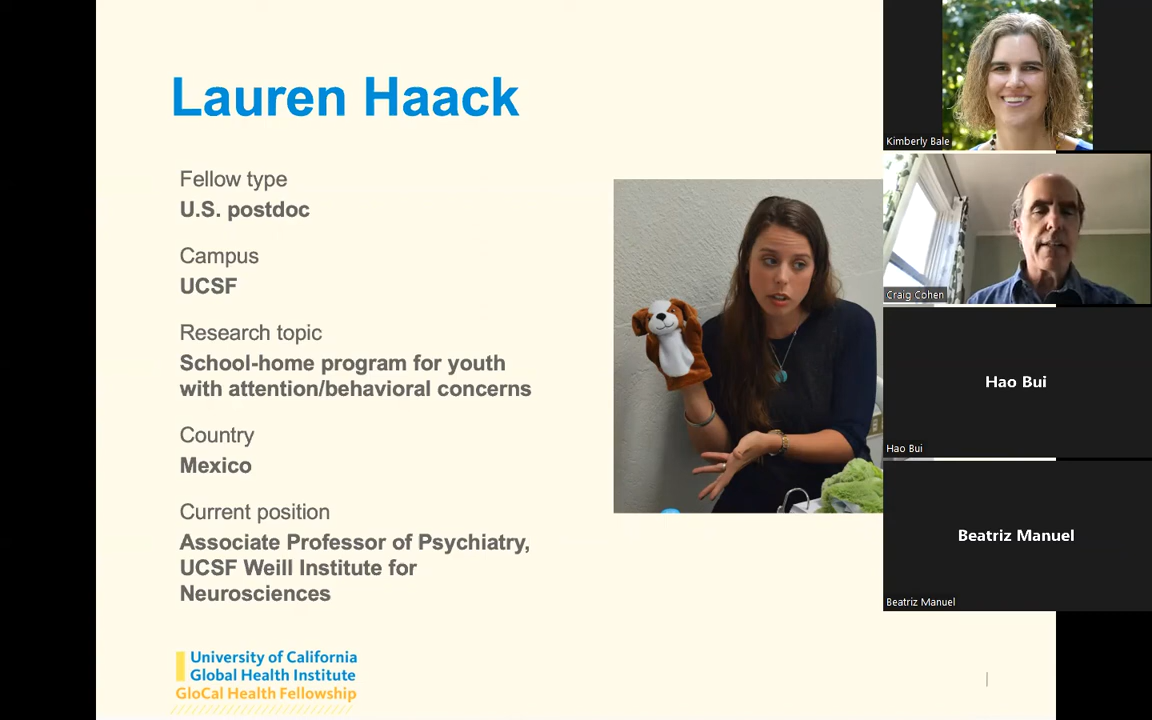 Lauren Haack
Fellow type
U.S. postdoc
Campus
UCSF
Research topic
School-home program for youth
with attention/behavioral concerns
Country
Mexico
Current position
Associate Professor of Psychiatry,
UCSF Weill Institute for
Neurosciences
University of California
Global Health Institute
GloCal Health Fellowship
Kimberly Bale
Craig Cohen
Hao Bui
Hao Bui
Beatriz Manuel
Beatriz Manuel